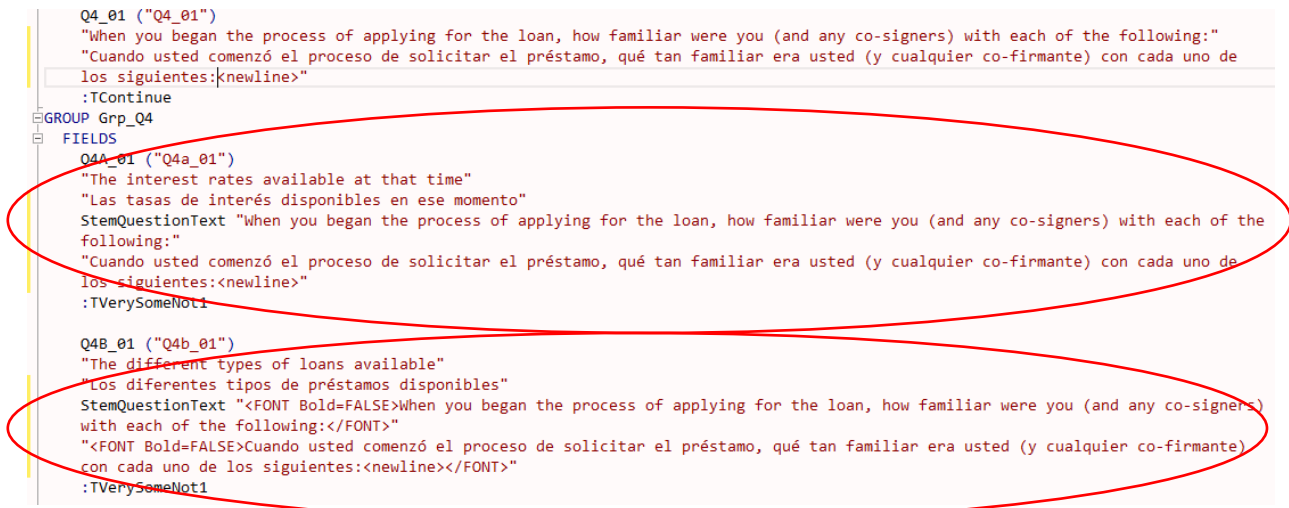 Q4_01 ("Q4_01")
"When you began the process of applying for the loan, how familiar were you (and any co-signers) with each of the following:"
"Cuando usted comenzó el proceso de solicitar el préstamo, qué tan familiar era usted (y cualquier co-firmante) con cada uno de
los siguientes:<newline>"
:TContinue
GROUP Grp_Q4
FIELDS
Q4A_01 ("Q4a_01")
"The interest rates available at that time"
"Las tasas de interés disponibles en ese momento"
StemQuestionText "When you began the process of applying for the loan, how familiar were you (and any co-signers) with each of the
following:"
"Cuando usted comenzó el proceso de solicitar el préstamo, qué tan familiar era usted (y cualquier co-firmante) con cada uno de
los siguientes:<newline>"
:TVerySomeNot1
Q4B_01 ("Q4b_01")
"The different types of loans available"
"Los diferentes tipos de préstamos disponibles"
StemQuestionText "<FONT Bold=FALSE>When you began the process of applying for the loan, how familiar were you (and any co-signers)
with each of the following:</FONT>"
"<FONT Bold=FALSE>Cuando usted comenzó el proceso de solicitar el préstamo, qué tan familiar era usted (y cualquier co-firmante)
con cada uno de los siguientes:<newline></FONT>"
:TVerySomeNot1